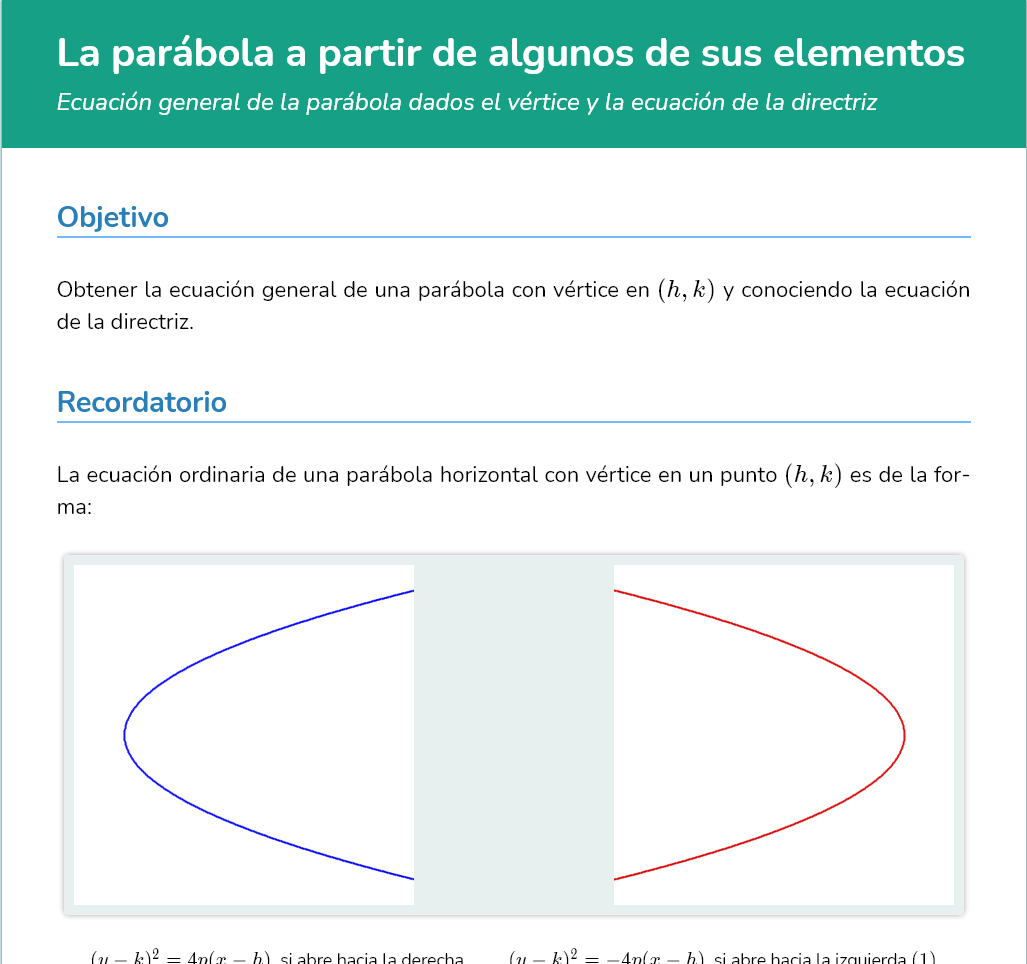 La parábola a partir de algunos de sus elementos
Ecuación general de la parábola dados el vértice y la ecuación de la directriz
Objetivo
Obtener la ecuación general de una parábola con vértice en (h, k) y conociendo la ecuación
de la directriz.
Recordatorio
La ecuación ordinaria de una parábola horizontal con vértice en un punto (h, k) es de la for-
ma:
(y − k)² = 4p(x − h), si abre hacia la derecha (y − k)² = −4p(x − h), si abre hacia la izquierda (1)